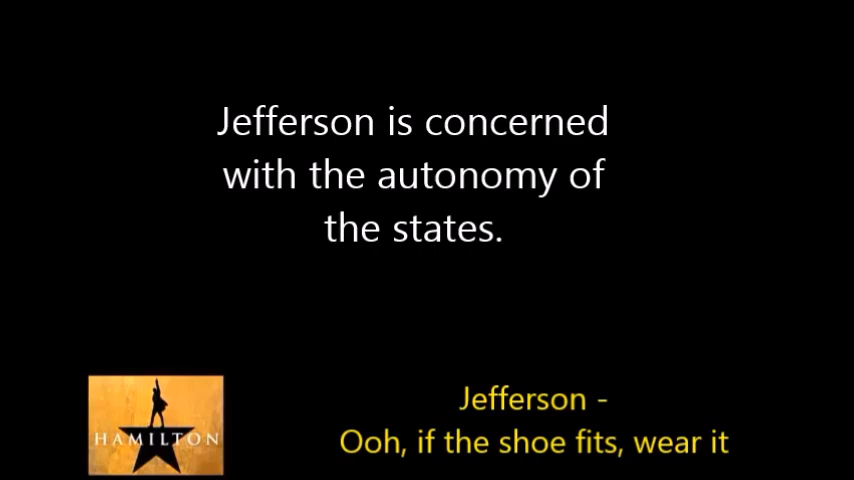 Jefferson is concerned
with the autonomy of
the states.
HAMILTON
Jefferson -
Ooh, if the shoe fits, wear it